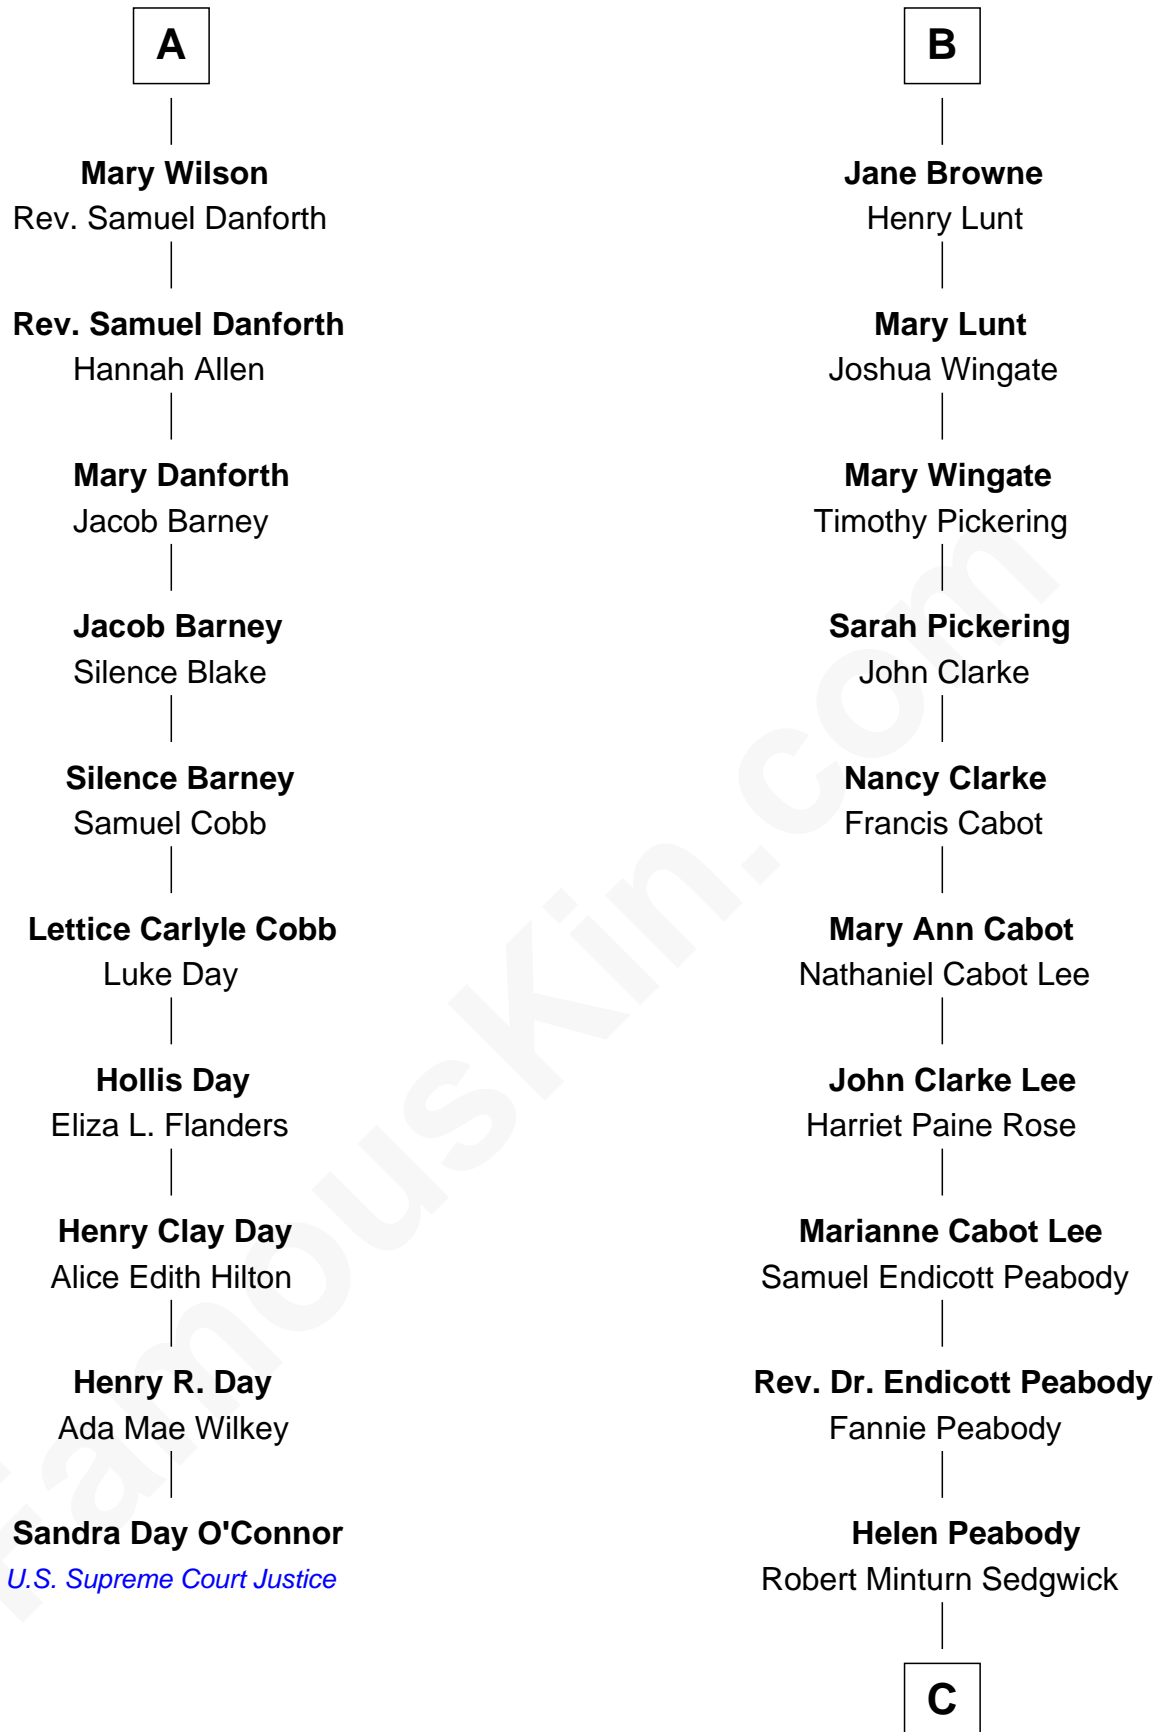 A
Mary Wilson
Rev. Samuel Danforth
Rev. Samuel Danforth
Hannah Allen
Mary Danforth
Jacob Barney
Jacob Barney
Silence Blake
Silence Barney
Samuel Cobb
Lettice Carlyle Cobb
Luke Day
Hollis Day
Eliza L. Flanders
Henry Clay Day
Alice Edith Hilton
Henry R. Day
Ada Mae Wilkey
Sandra Day O'Connor
U.S. Supreme Court Justice
B
Jane Browne
Henry Lunt
Mary Lunt
Joshua Wingate
Mary Wingate
Timothy Pickering
Sarah Pickering
John Clarke
Nancy Clarke
Francis Cabot
Mary Ann Cabot
Nathaniel Cabot Lee
John Clarke Lee
Harriet Paine Rose
Marianne Cabot Lee
Samuel Endicott Peabody
Rev. Dr. Endicott Peabody
Fannie Peabody
Helen Peabody
Robert Minturn Sedgwick
C
FamousKin.com